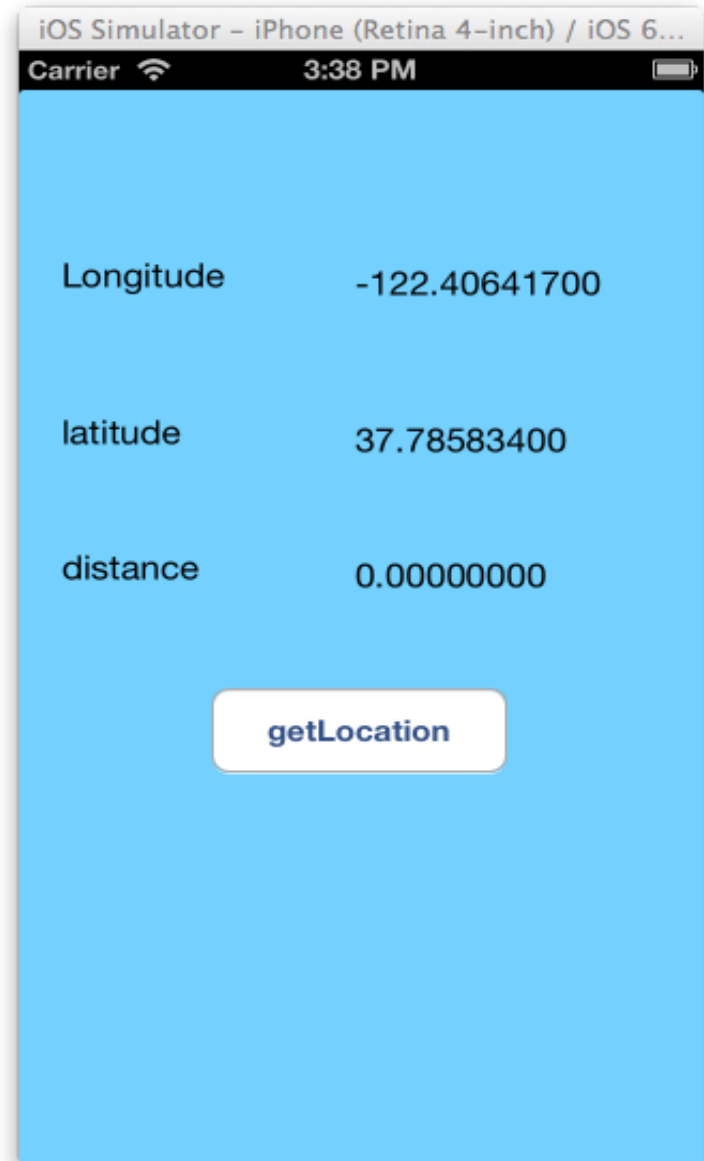 iOS Simulator – iPhone (Retina 4-inch) / iOS 6...
Carrier 3:38 PM
Longitude -122.40641700
latitude 37.78583400
distance 0.00000000
getLocation